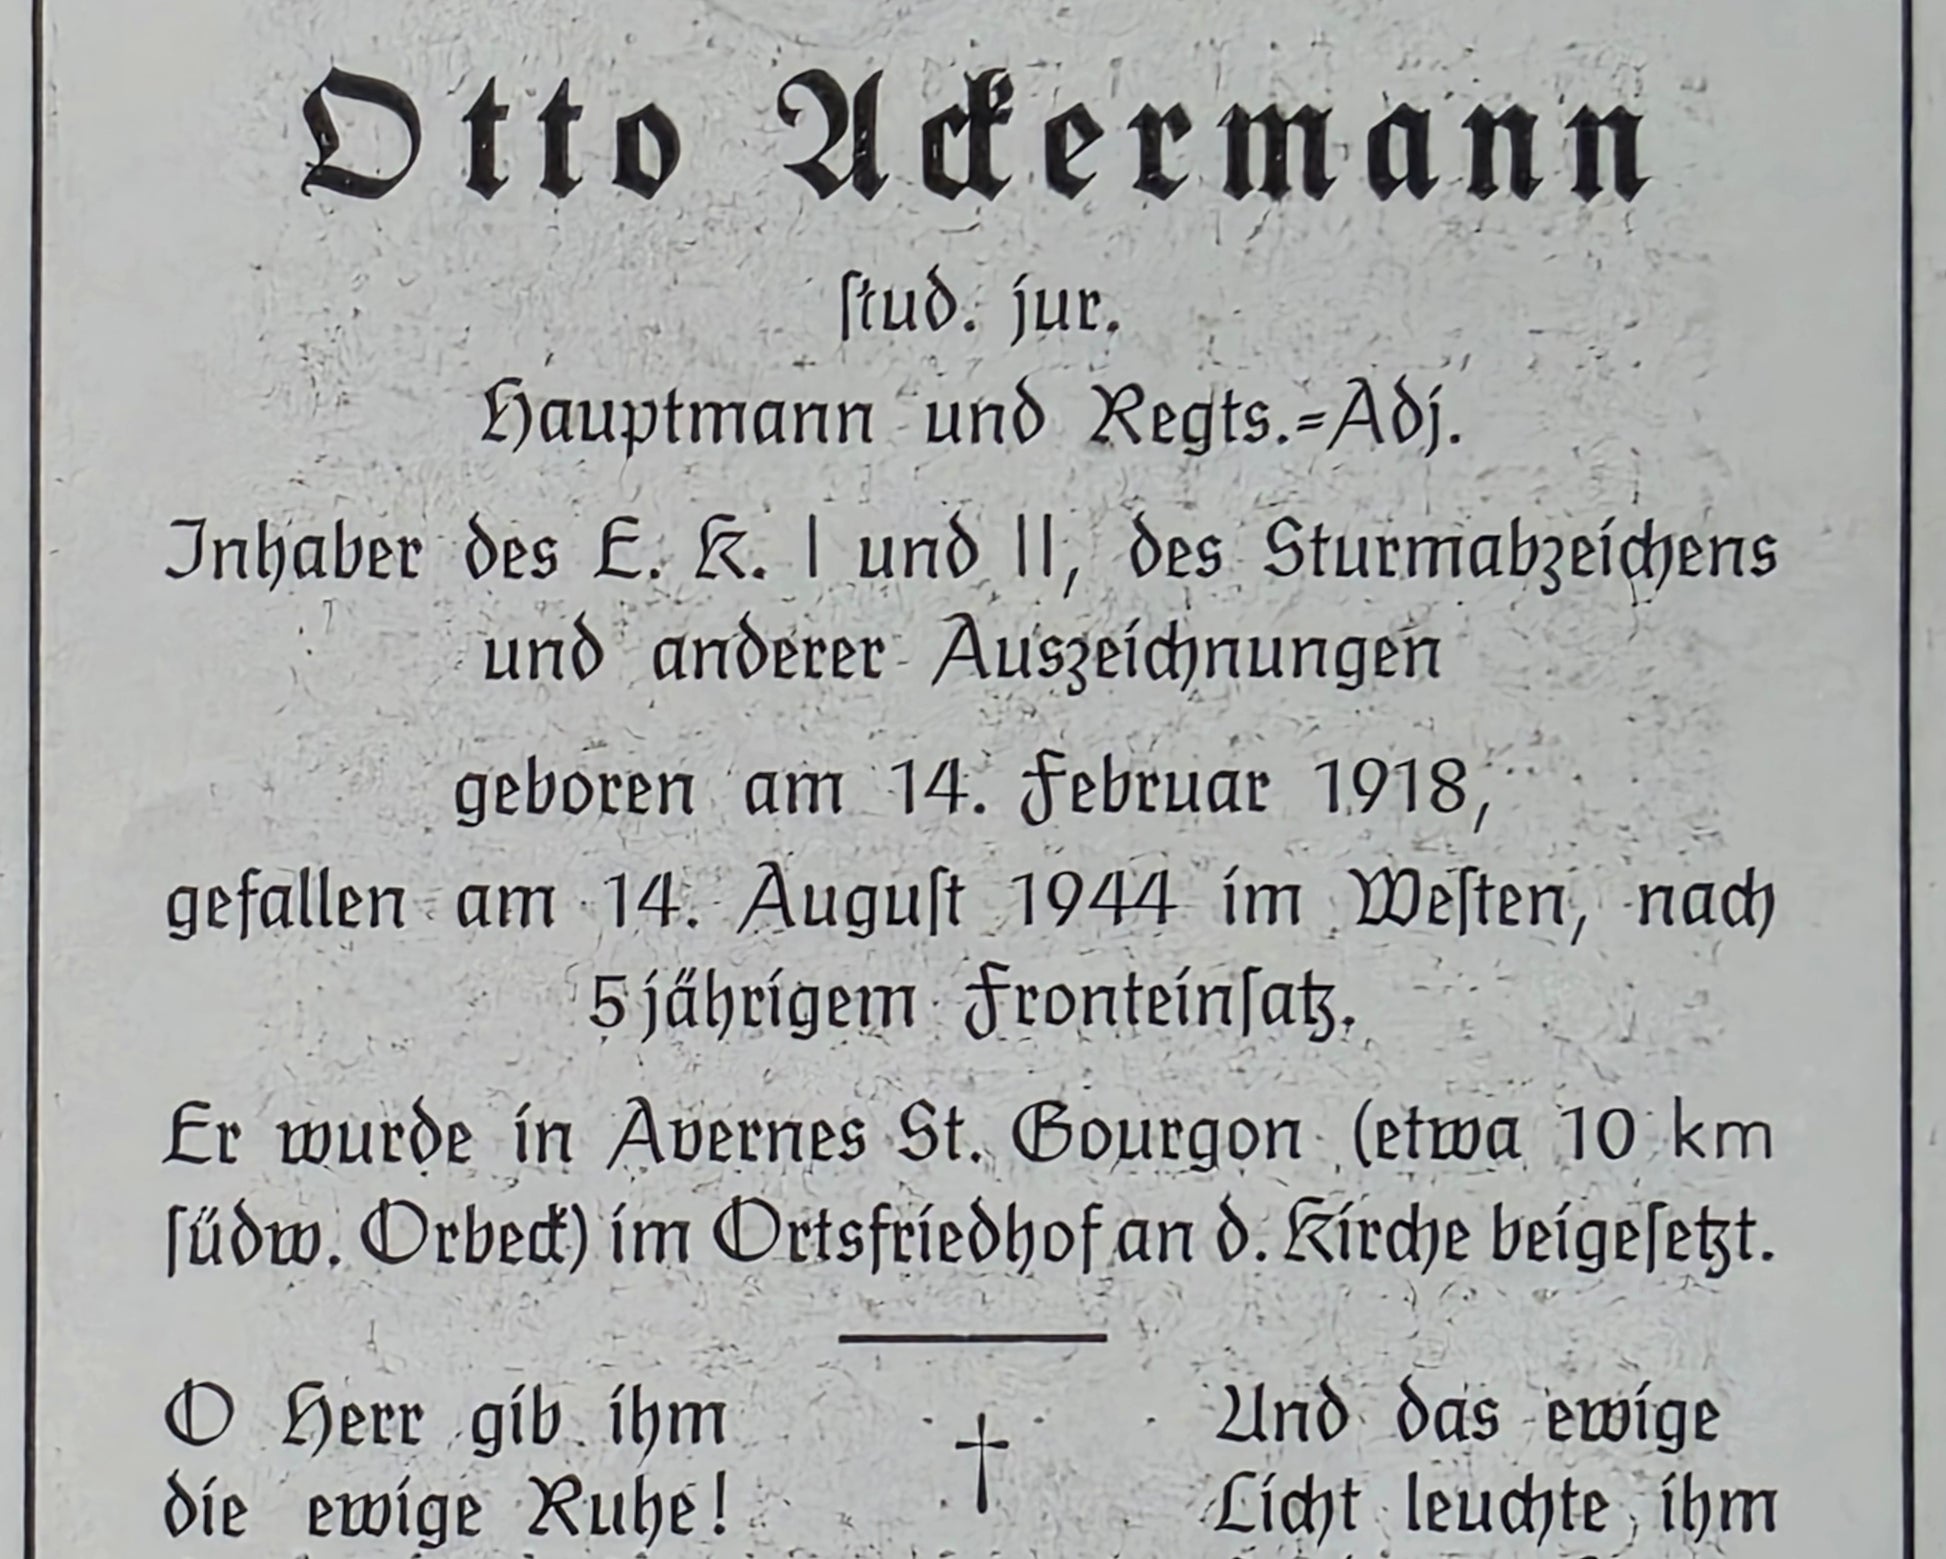 Otto Ackermann
ſtud. jur.
Hauptmann und Regts.=Adj.
Inhaber des E. K. I und II, des Sturmabzeichens
und anderer Auszeichnungen
geboren am 14. Februar 1918,
gefallen am 14. Auguſt 1944 im Weſten, nach
5jährigem Fronteinſatz.
Er wurde in Avernes St. Gourgon (etwa 10 km
ſüdw. Orbeck) im Ortsfriedhof an d. Kirche beigeſetzt.
O Herr gib ihm
die ewige Ruhe!
†
Und das ewige
Licht leuchte ihm